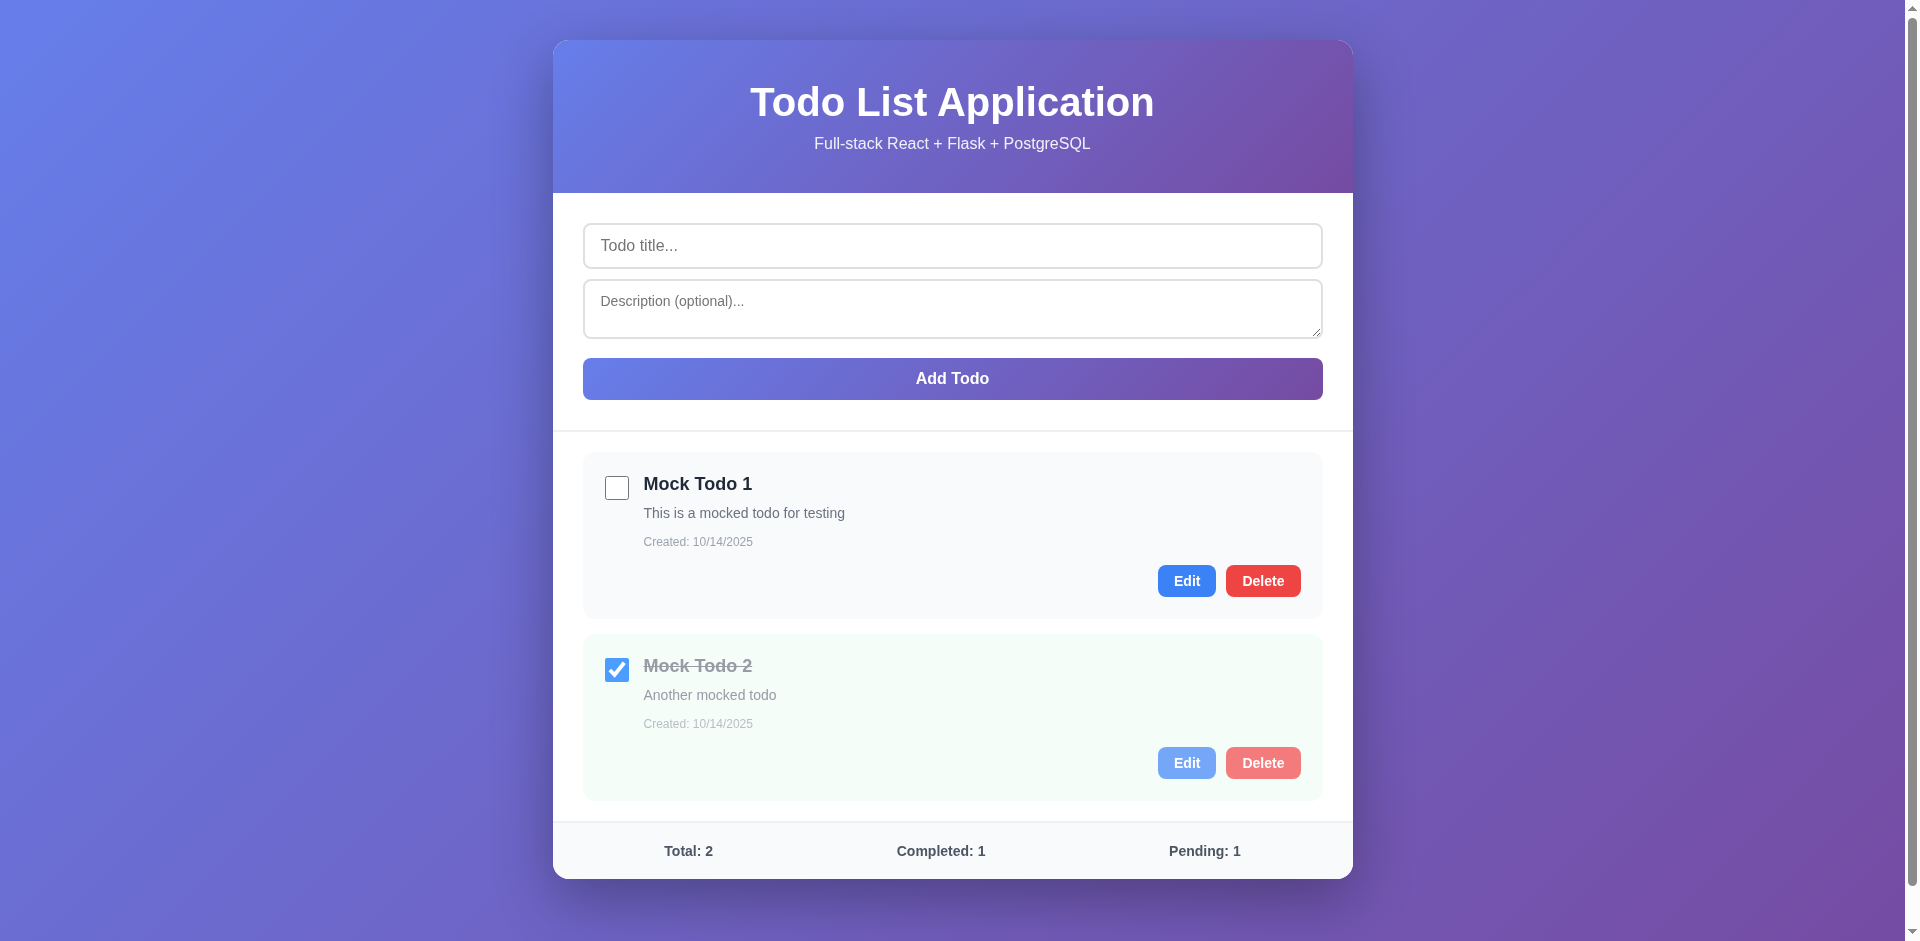 Todo List Application
Full-stack React + Flask + PostgreSQL
Todo title...
Description (optional)...
Add Todo
Mock Todo 1
This is a mocked todo for testing
Created: 10/14/2025
Edit Delete
Mock Todo 2
Another mocked todo
Created: 10/14/2025
Edit Delete
Total: 2 Completed: 1 Pending: 1